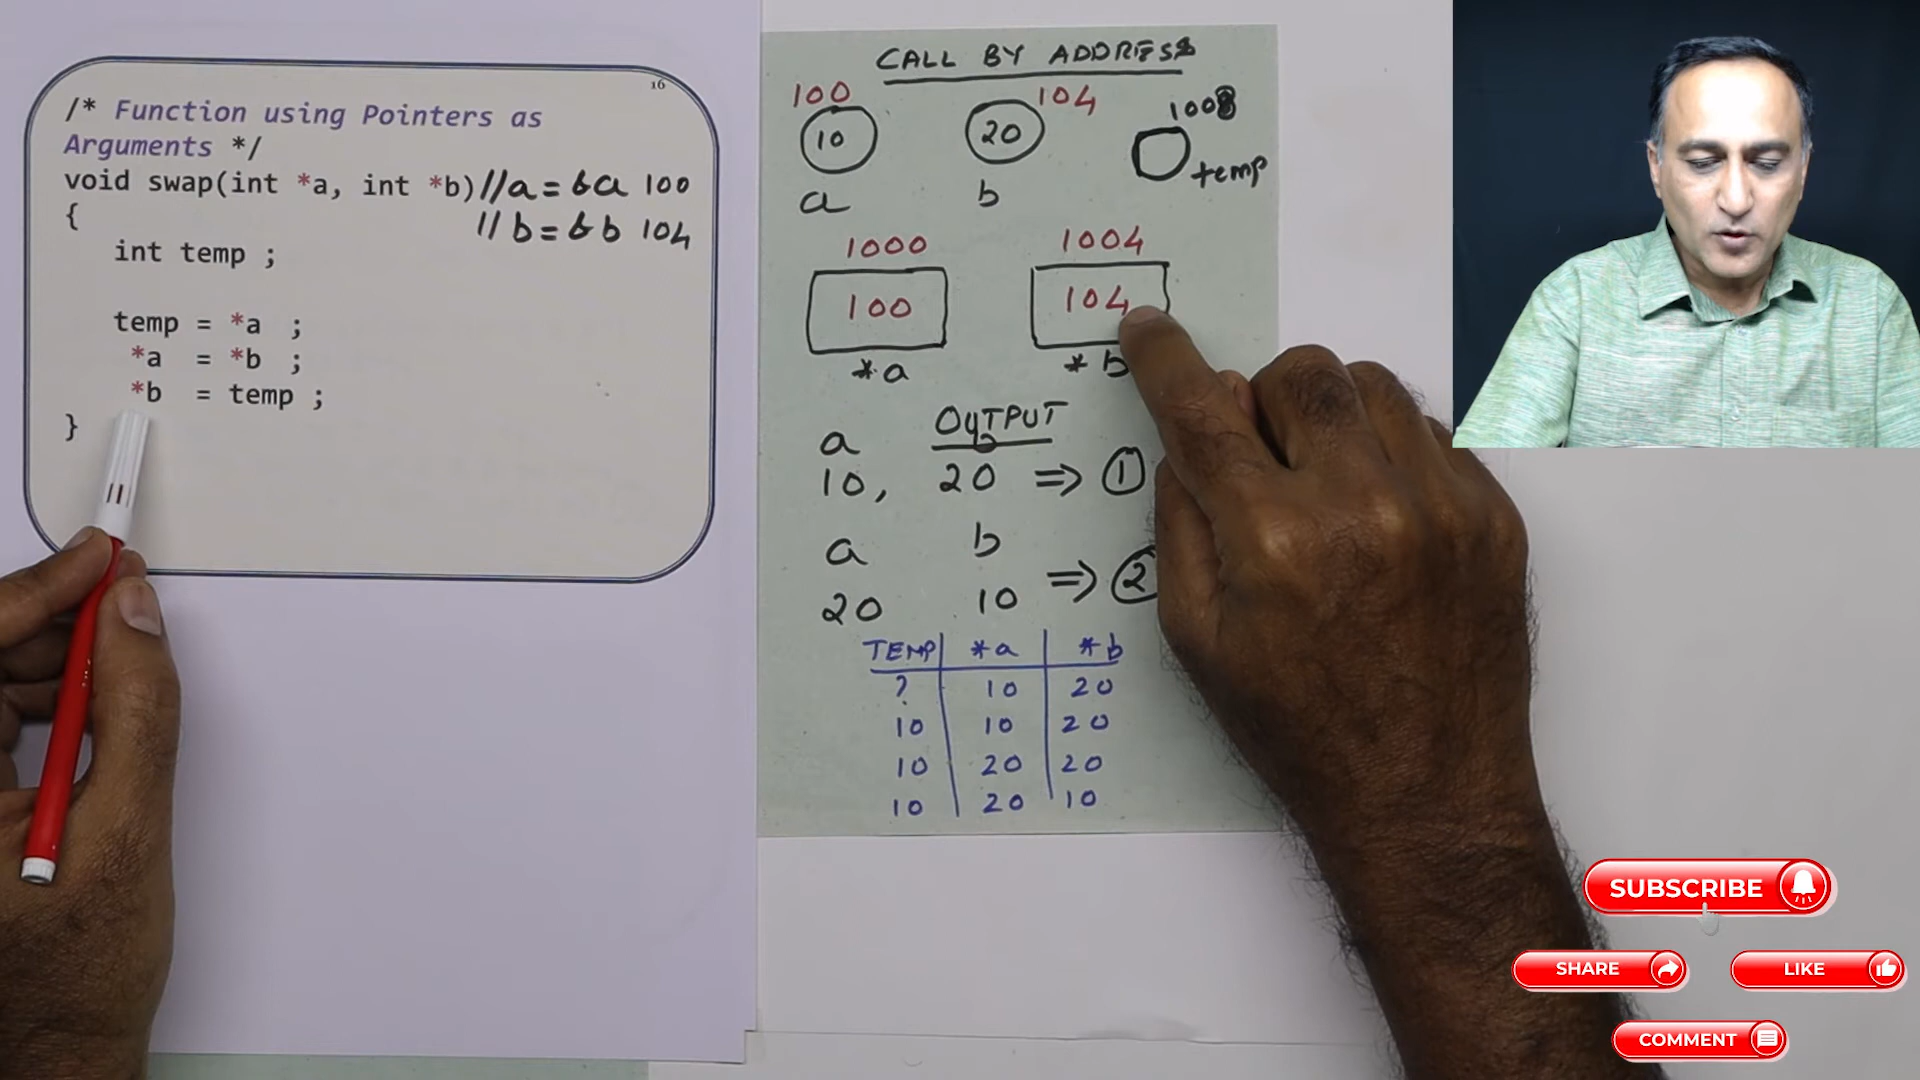 16
/* Function using Pointers as
Arguments */
void swap(int *a, int *b) //a = &a 100
{ //b = &b 104
int temp ;
temp = *a ;
*a = *b ;
*b = temp ;
}
CALL BY ADDRESS
100 104 1008
10 20
a b temp
1000 1004
100 104
*a *b
OUTPUT
a b
10, 20 => 1
a b
20 10 => 2
TEMP *a *b
? 10 20
10 10 20
10 20 20
10 20 10
SUBSCRIBE
SHARE LIKE
COMMENT